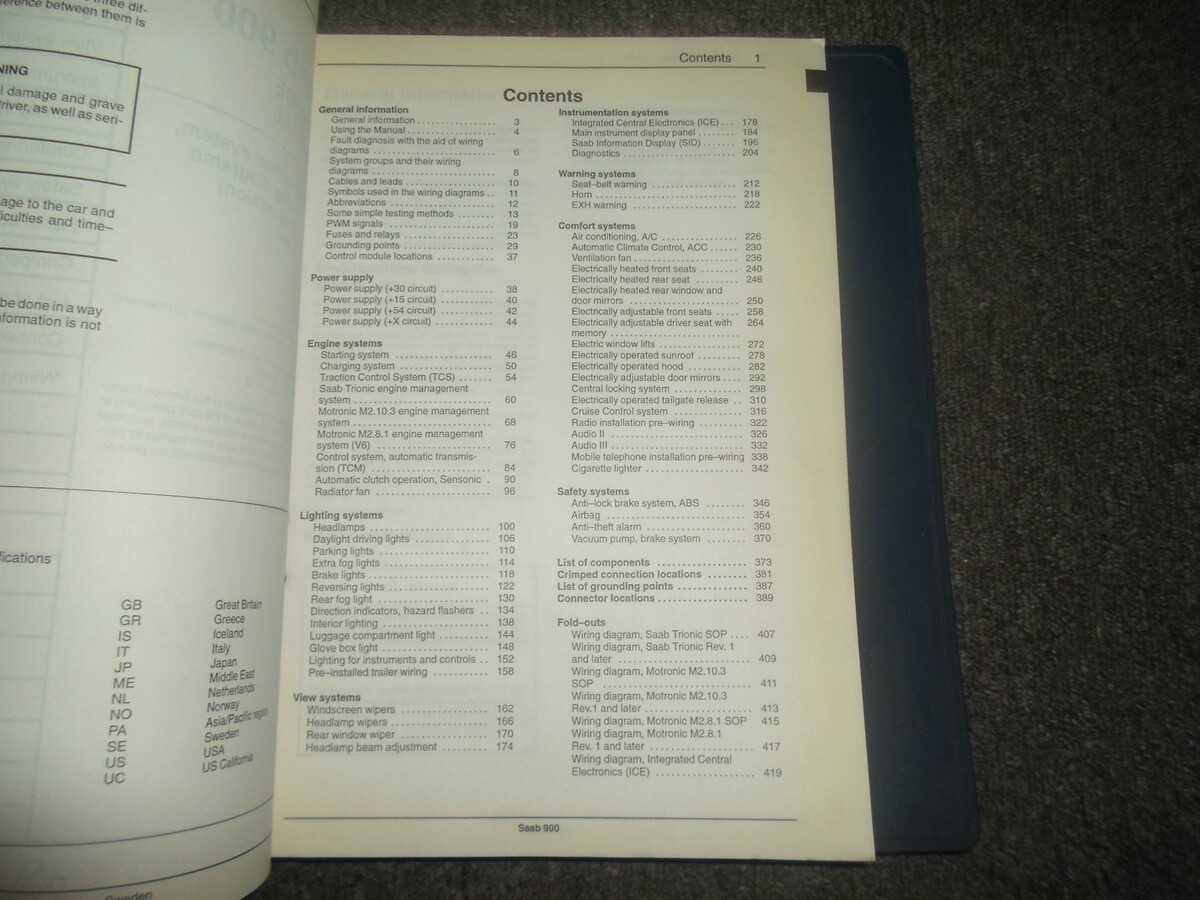 three dif-
ference between them is
NING
l damage and grave
driver, as well as seri-
age to the car and
iculties and time–
be done in a way
formation is not
fications
GB Great Britain
GR Greece
IS Iceland
IT Italy
JP Japan
ME Middle East
NL Netherlands
NO Norway
PA Asia/Pacific region
SE Sweden
US USA
UC US California
Sweden
Contents 1
Contents
General information
General information . . . . . . . . . . . . . . 3
Using the Manual . . . . . . . . . . . . . . . 4
Fault diagnosis with the aid of wiring
diagrams . . . . . . . . . . . . . . . . . . . . . 6
System groups and their wiring
diagrams . . . . . . . . . . . . . . . . . . . . . 8
Cables and leads . . . . . . . . . . . . . . . 10
Symbols used in the wiring diagrams . . 11
Abbreviations . . . . . . . . . . . . . . . . . . 12
Some simple testing methods . . . . . . . . 13
PWM signals . . . . . . . . . . . . . . . . . . 19
Fuses and relays . . . . . . . . . . . . . . . 23
Grounding points . . . . . . . . . . . . . . . 29
Control module locations . . . . . . . . . . 37
Power supply
Power supply (+30 circuit) . . . . . . . . . 38
Power supply (+15 circuit) . . . . . . . . . 40
Power supply (+54 circuit) . . . . . . . . . 42
Power supply (+X circuit) . . . . . . . . . . 44
Engine systems
Starting system . . . . . . . . . . . . . . . . 46
Charging system . . . . . . . . . . . . . . . 50
Traction Control System (TCS) . . . . . . 54
Saab Trionic engine management
system . . . . . . . . . . . . . . . . . . . . . . . 60
Motronic M2.10.3 engine management
system . . . . . . . . . . . . . . . . . . . . . . . 68
Motronic M2.8.1 engine management
system (V6) . . . . . . . . . . . . . . . . . . . 76
Control system, automatic transmis-
sion (TCM) . . . . . . . . . . . . . . . . . . . . 84
Automatic clutch operation, Sensonic . 90
Radiator fan . . . . . . . . . . . . . . . . . . . 96
Lighting systems
Headlamps . . . . . . . . . . . . . . . . . . . . 100
Daylight driving lights . . . . . . . . . . . . . 106
Parking lights . . . . . . . . . . . . . . . . . . 110
Extra fog lights . . . . . . . . . . . . . . . . . 114
Brake lights . . . . . . . . . . . . . . . . . . . . 118
Reversing lights . . . . . . . . . . . . . . . . . 122
Rear fog light . . . . . . . . . . . . . . . . . . 130
Direction indicators, hazard flashers . . 134
Interior lighting . . . . . . . . . . . . . . . . . 138
Luggage compartment light . . . . . . . . . 144
Glove box light . . . . . . . . . . . . . . . . . 148
Lighting for instruments and controls . . 152
Pre–installed trailer wiring . . . . . . . . . . 158
View systems
Windscreen wipers . . . . . . . . . . . . . . 162
Headlamp wipers . . . . . . . . . . . . . . . 166
Rear window wiper . . . . . . . . . . . . . . 170
Headlamp beam adjustment . . . . . . . . 174
Instrumentation systems
Integrated Central Electronics (ICE) . . . 178
Main instrument display panel . . . . . . . . 184
Saab Information Display (SID) . . . . . . . 196
Diagnostics . . . . . . . . . . . . . . . . . . . . 204
Warning systems
Seat–belt warning . . . . . . . . . . . . . . . 212
Horn . . . . . . . . . . . . . . . . . . . . . . . . . 218
EXH warning . . . . . . . . . . . . . . . . . . . 222
Comfort systems
Air conditioning, A/C . . . . . . . . . . . . . . 226
Automatic Climate Control, ACC . . . . . 230
Ventilation fan . . . . . . . . . . . . . . . . . . 236
Electrically heated front seats . . . . . . . . 240
Electrically heated rear seat . . . . . . . . . 246
Electrically heated rear window and
door mirrors . . . . . . . . . . . . . . . . . . . 250
Electrically adjustable front seats . . . . . 258
Electrically adjustable driver seat with 264
memory . . . . . . . . . . . . . . . . . . . . . .
Electric window lifts . . . . . . . . . . . . . . . 272
Electrically operated sunroof . . . . . . . . . 278
Electrically operated hood . . . . . . . . . . 282
Electrically adjustable door mirrors . . . . 292
Central locking system . . . . . . . . . . . . . 298
Electrically operated tailgate release . . 310
Cruise Control system . . . . . . . . . . . . . 316
Radio installation pre–wiring . . . . . . . . . 322
Audio II . . . . . . . . . . . . . . . . . . . . . . . 326
Audio III . . . . . . . . . . . . . . . . . . . . . . 332
Mobile telephone installation pre–wiring 338
Cigarette lighter . . . . . . . . . . . . . . . . . 342
Safety systems
Anti–lock brake system, ABS . . . . . . . . 346
Airbag . . . . . . . . . . . . . . . . . . . . . . . . 354
Anti–theft alarm . . . . . . . . . . . . . . . . . 360
Vacuum pump, brake system . . . . . . . . 370
List of components . . . . . . . . . . . . . . . 373
Crimped connection locations . . . . . . . . 381
List of grounding points . . . . . . . . . . . . . 387
Connector locations . . . . . . . . . . . . . . . . 389
Fold–outs
Wiring diagram, Saab Trionic SOP . . . . 407
Wiring diagram, Saab Trionic Rev. 1
and later . . . . . . . . . . . . . . . . . . . . . . 409
Wiring diagram, Motronic M2.10.3
SOP . . . . . . . . . . . . . . . . . . . . . . . . . 411
Wiring diagram, Motronic M2.10.3
Rev.1 and later . . . . . . . . . . . . . . . . . . 413
Wiring diagram, Motronic M2.8.1 SOP 415
Wiring diagram, Motronic M2.8.1
Rev. 1 and later . . . . . . . . . . . . . . . . . 417
Wiring diagram, Integrated Central
Electronics (ICE) . . . . . . . . . . . . . . . . 419
Saab 900